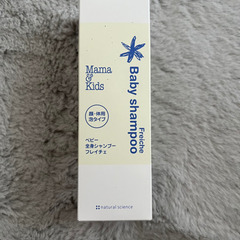 Mama
&
Kids
顔・体用
泡タイプ
ベビー
全身シャンプー
フレイチェ
Baby shampoo
Freiche
natural science